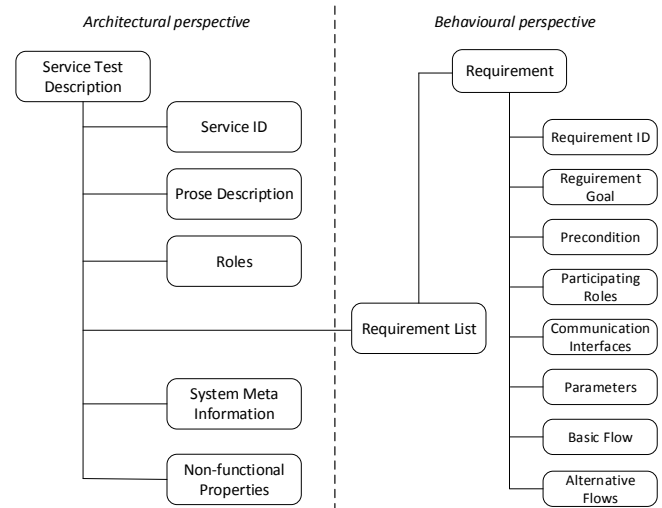 Architectural perspective
Service Test
Description
Service ID
Prose Description
Roles
System Meta
Information
Non-functional
Properties
Behavioural perspective
Requirement
Requirement List
Requirement ID
Reguirement
Goal
Precondition
Participating
Roles
Communication
Interfaces
Parameters
Basic Flow
Alternative
Flows